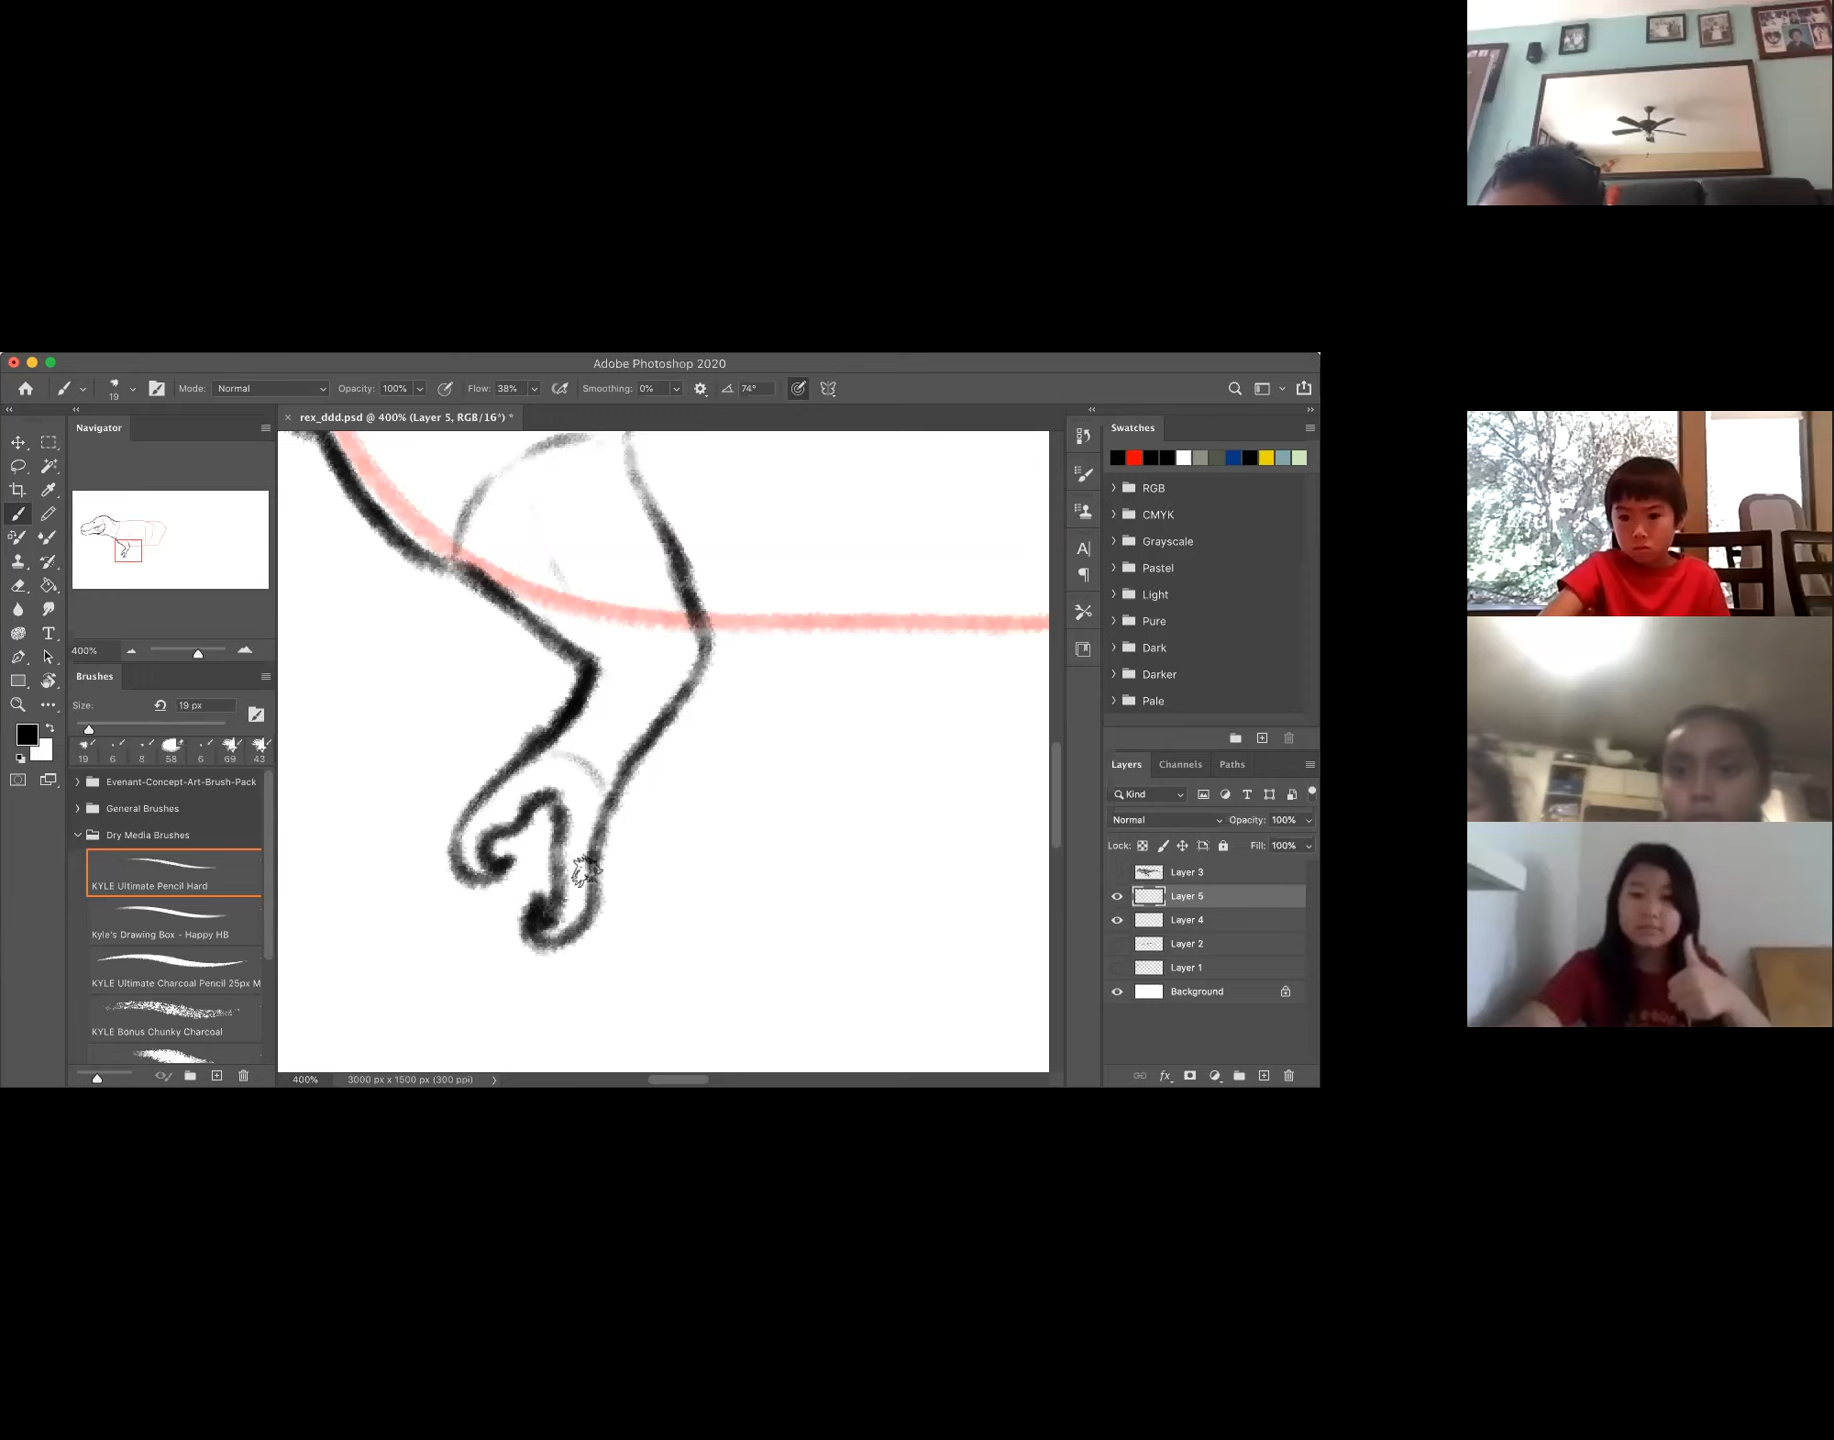 Adobe Photoshop 2020
19
Mode: Normal
Opacity: 100%
Flow: 38%
Smoothing: 0%
74°
rex_ddd.psd @ 400% (Layer 5, RGB/16*) *
Navigator
400%
Brushes
Size: 19 px
19 6 8 58 6 69 43
Evenant-Concept-Art-Brush-Pack
General Brushes
Dry Media Brushes
KYLE Ultimate Pencil Hard
Kyle's Drawing Box - Happy HB
KYLE Ultimate Charcoal Pencil 25px M
KYLE Bonus Chunky Charcoal
400% 3000 px x 1500 px (300 ppi)
Swatches
RGB
CMYK
Grayscale
Pastel
Light
Pure
Dark
Darker
Pale
Layers Channels Paths
Kind
Normal Opacity: 100%
Lock: Fill: 100%
Layer 3
Layer 5
Layer 4
Layer 2
Layer 1
Background
fx